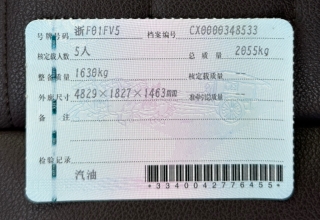 号牌号码 浙F01FV5 档案编号 CX0000348533
核定载人数 5人 总质量 2055kg
整备质量 1630kg 核定载质量 --
外廓尺寸 4829×1827×1463 准牵引总质量 --
备注
检验记录
汽油
*3340042776455*